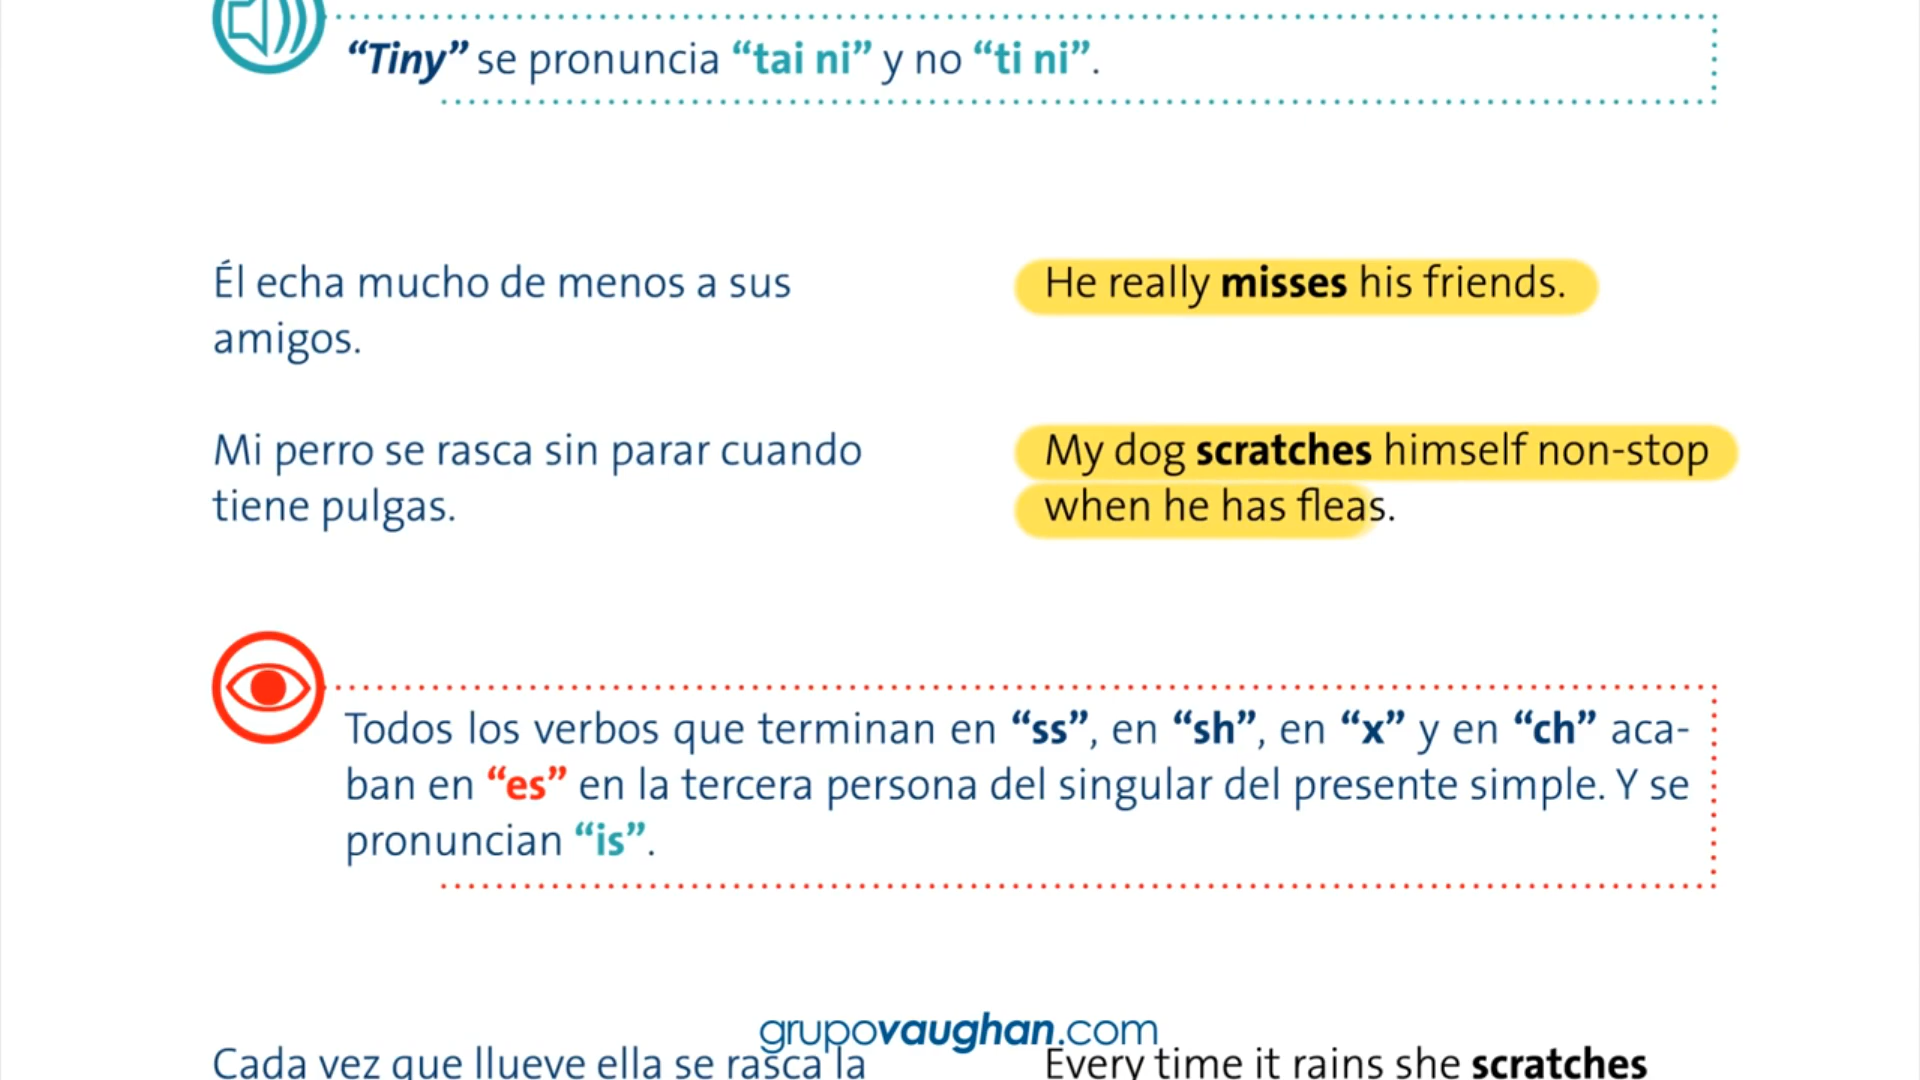 “Tiny” se pronuncia “tai ni” y no “ti ni”.
Él echa mucho de menos a sus
amigos.
He really misses his friends.
Mi perro se rasca sin parar cuando
tiene pulgas.
My dog scratches himself non-stop
when he has fleas.
Todos los verbos que terminan en “ss”, en “sh”, en “x” y en “ch” aca-
ban en “es” en la tercera persona del singular del presente simple. Y se
pronuncian “is”.
grupovaughan.com
Cada vez que llueve ella se rasca la
Every time it rains she scratches